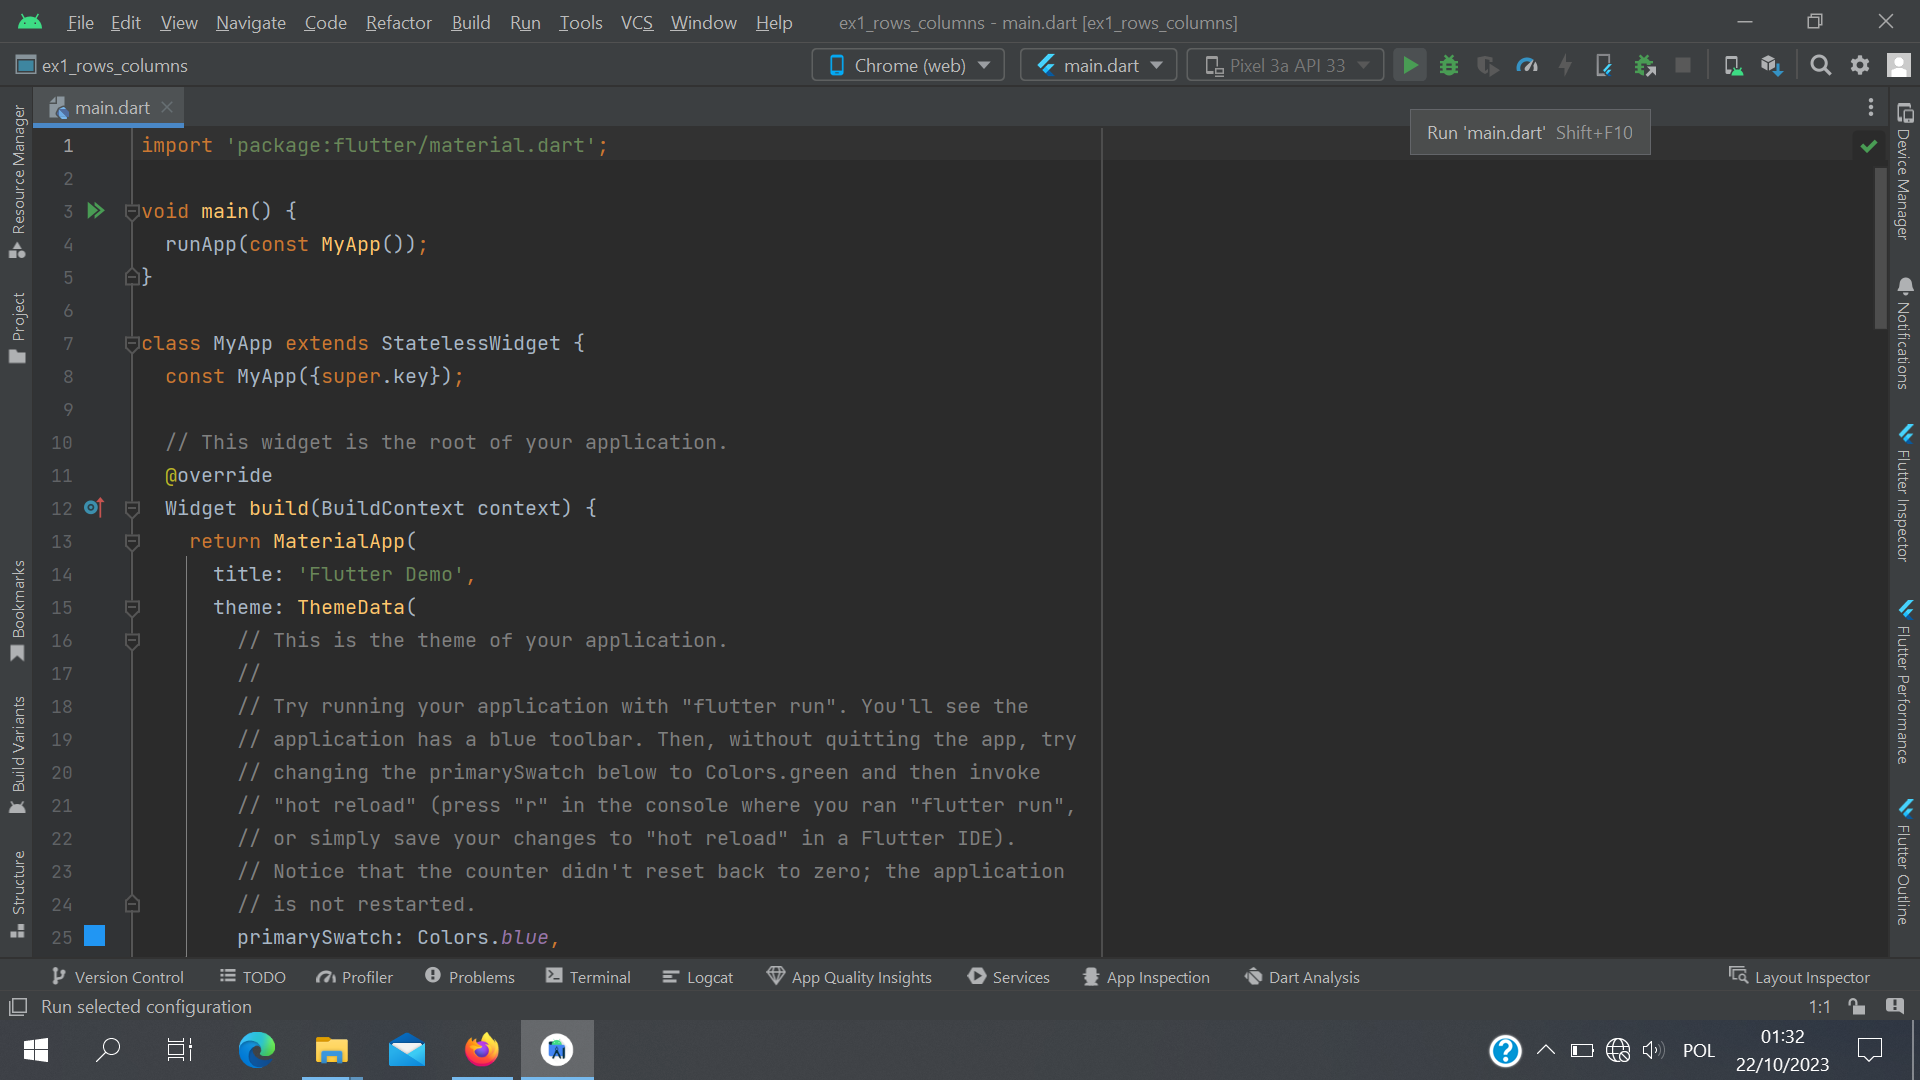 File Edit View Navigate Code Refactor Build Run Tools VCS Window Help ex1_rows_columns - main.dart [ex1_rows_columns]
ex1_rows_columns Chrome (web) main.dart Pixel 3a API 33
main.dart
Run 'main.dart' Shift+F10
1 import 'package:flutter/material.dart';
2
3 void main() {
4 runApp(const MyApp());
5 }
6
7 class MyApp extends StatelessWidget {
8 const MyApp({super.key});
9
10 // This widget is the root of your application.
11 @override
12 Widget build(BuildContext context) {
13 return MaterialApp(
14 title: 'Flutter Demo',
15 theme: ThemeData(
16 // This is the theme of your application.
17 //
18 // Try running your application with "flutter run". You'll see the
19 // application has a blue toolbar. Then, without quitting the app, try
20 // changing the primarySwatch below to Colors.green and then invoke
21 // "hot reload" (press "r" in the console where you ran "flutter run",
22 // or simply save your changes to "hot reload" in a Flutter IDE).
23 // Notice that the counter didn't reset back to zero; the application
24 // is not restarted.
25 primarySwatch: Colors.blue,
Resource Manager
Project
Bookmarks
Build Variants
Structure
Device Manager
Notifications
Flutter Inspector
Flutter Performance
Flutter Outline
Version Control TODO Profiler Problems Terminal Logcat App Quality Insights Services App Inspection Dart Analysis Layout Inspector
Run selected configuration 1:1
POL 01:32
22/10/2023